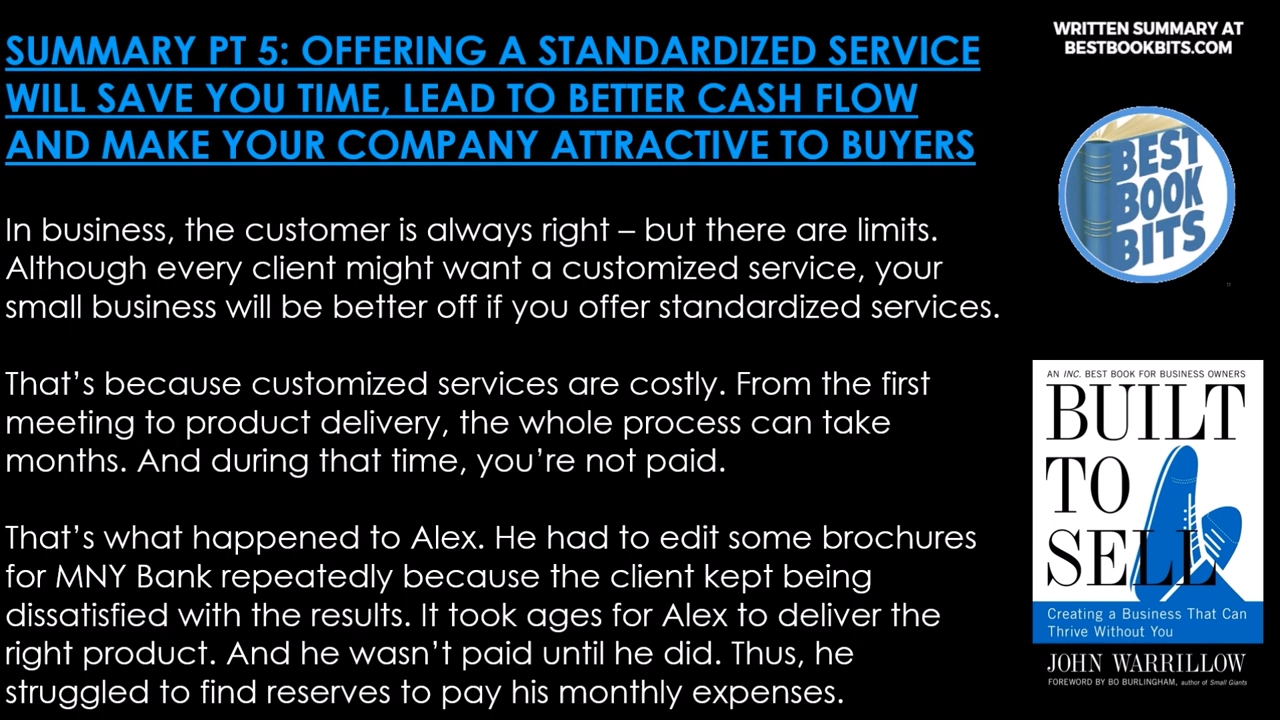 SUMMARY PT 5: OFFERING A STANDARDIZED SERVICE
WILL SAVE YOU TIME, LEAD TO BETTER CASH FLOW
AND MAKE YOUR COMPANY ATTRACTIVE TO BUYERS
In business, the customer is always right – but there are limits.
Although every client might want a customized service, your
small business will be better off if you offer standardized services.
That’s because customized services are costly. From the first
meeting to product delivery, the whole process can take
months. And during that time, you’re not paid.
That’s what happened to Alex. He had to edit some brochures
for MNY Bank repeatedly because the client kept being
dissatisfied with the results. It took ages for Alex to deliver the
right product. And he wasn’t paid until he did. Thus, he
struggled to find reserves to pay his monthly expenses.
WRITTEN SUMMARY AT
BESTBOOKBITS.COM
BEST
BOOK
BITS
AN INC. BEST BOOK FOR BUSINESS OWNERS
BUILT
TO
SELL
Creating a Business That Can
Thrive Without You
JOHN WARRILLOW
FOREWORD BY BO BURLINGHAM, author of Small Giants